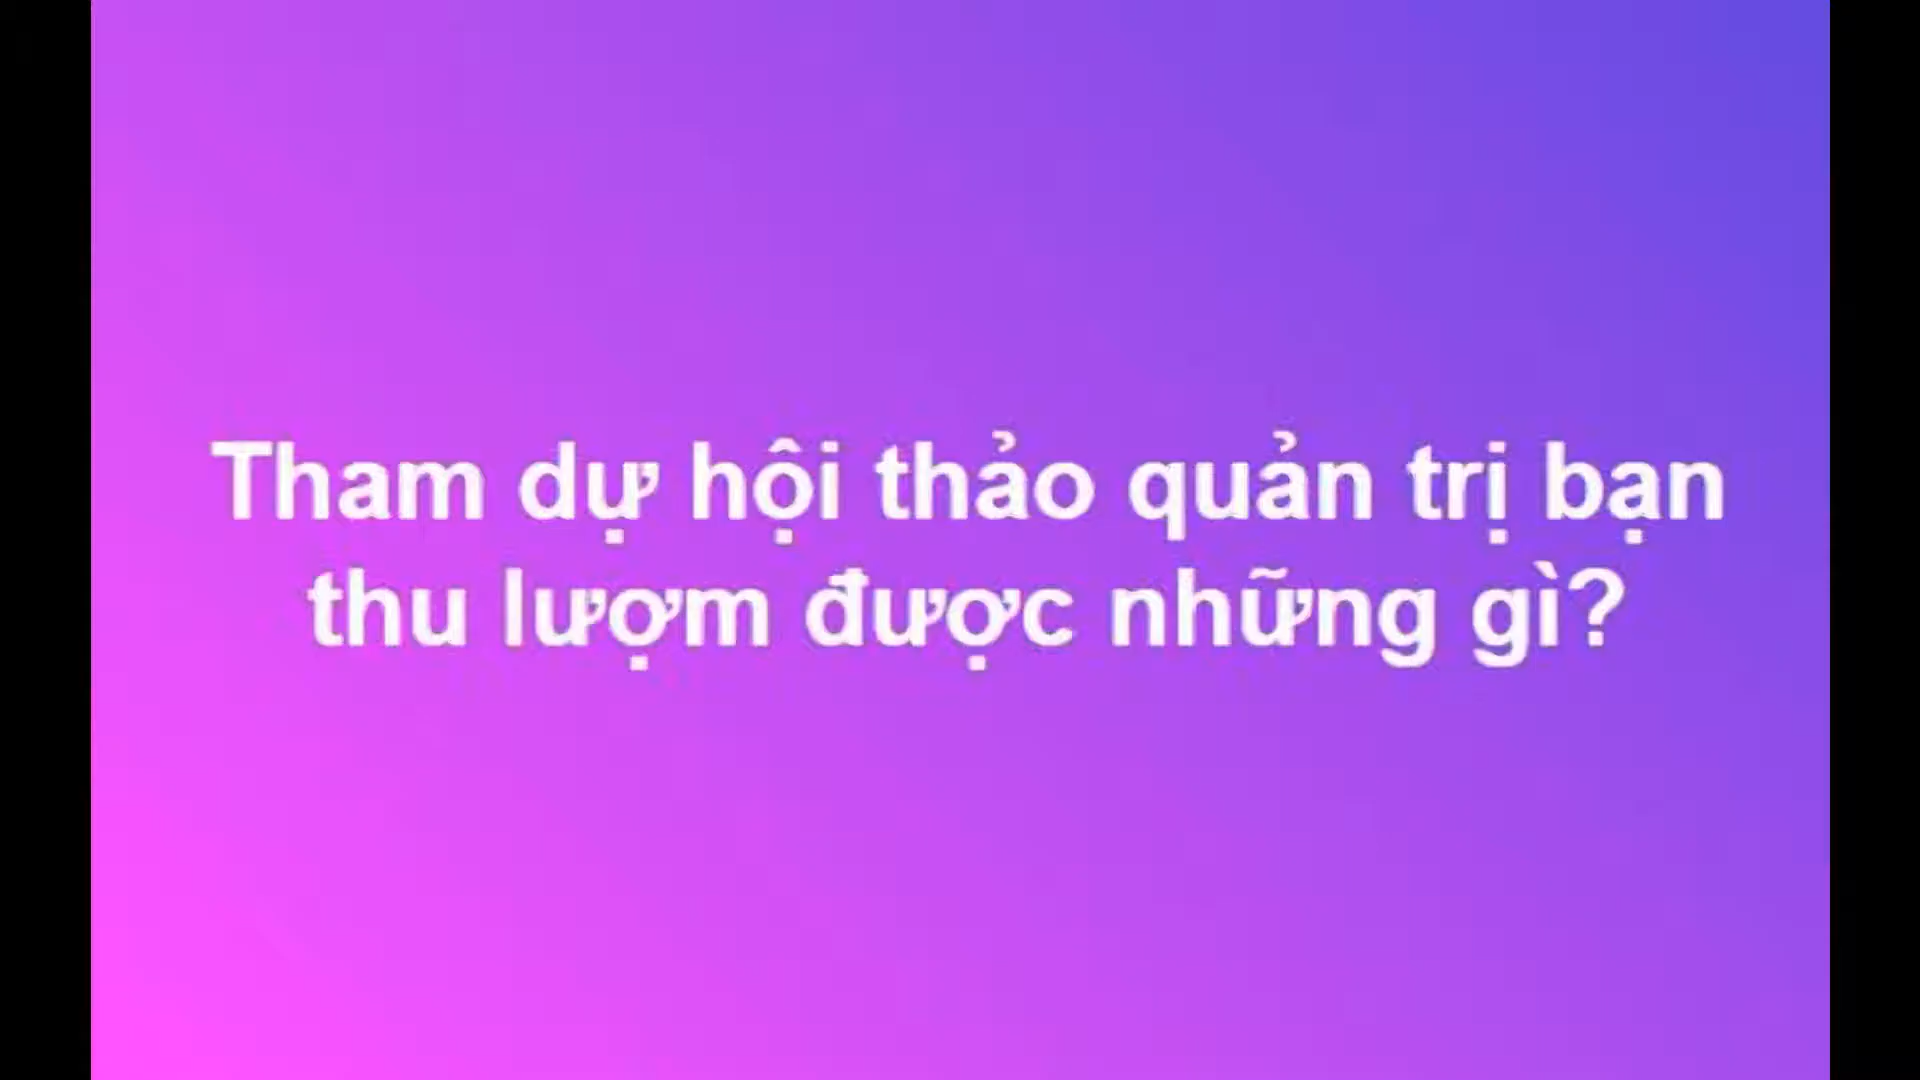 Tham dự hội thảo quản trị bạn
thu lượm được những gì?